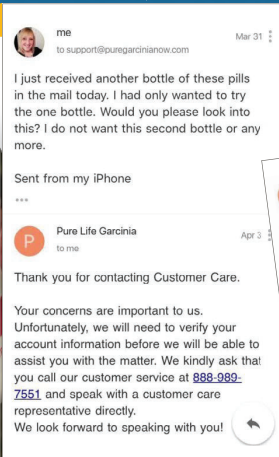 me
Mar 31
to support@puregarcinianow.com
I just received another bottle of these pills
in the mail today. I had only wanted to try
the one bottle. Would you please look into
this? I do not want this second bottle or any
more.
Sent from my iPhone
P
Pure Life Garcinia
Apr 3
to me
Thank you for contacting Customer Care.
Your concerns are important to us.
Unfortunately, we will need to verify your
account information before we will be able to
assist you with the matter. We kindly ask that
you call our customer service at 888-989-
7551 and speak with a customer care
representative directly.
We look forward to speaking with you!